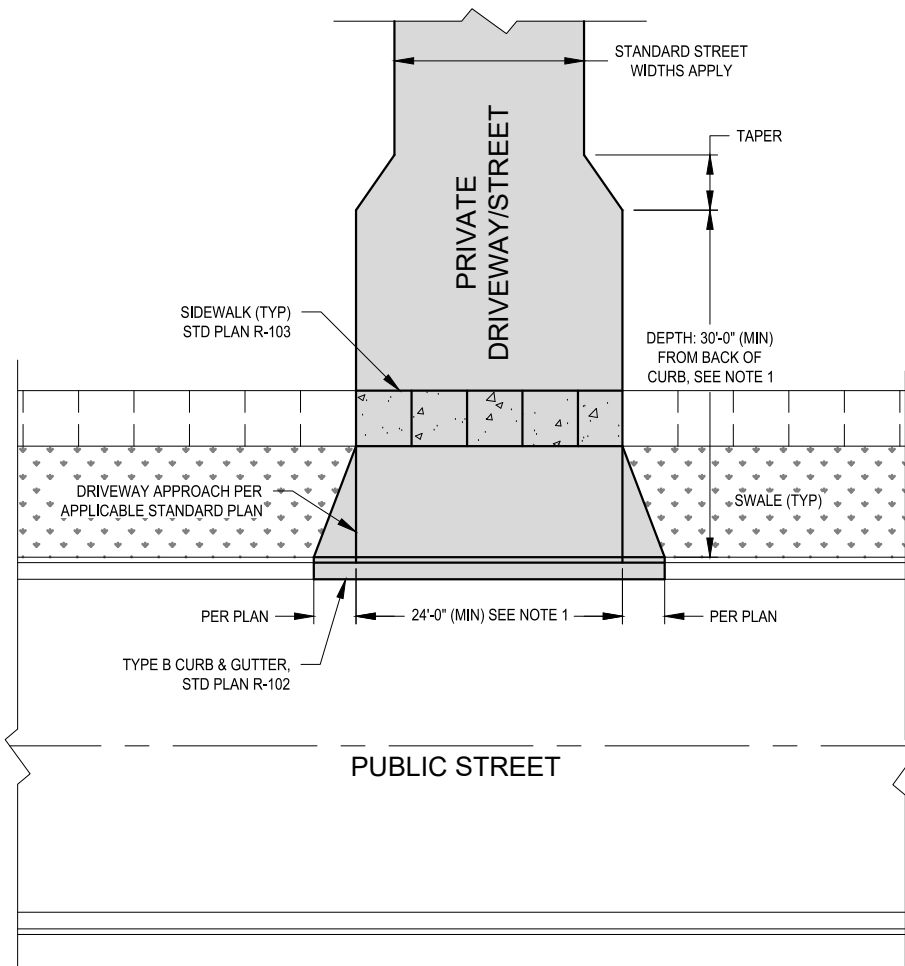 STANDARD STREET
WIDTHS APPLY
TAPER
PRIVATE
DRIVEWAY/STREET
SIDEWALK (TYP)
STD PLAN R-103
DEPTH: 30'-0" (MIN)
FROM BACK OF
CURB, SEE NOTE 1
DRIVEWAY APPROACH PER
APPLICABLE STANDARD PLAN
SWALE (TYP)
PER PLAN
24'-0" (MIN) SEE NOTE 1
PER PLAN
TYPE B CURB & GUTTER,
STD PLAN R-102
PUBLIC STREET